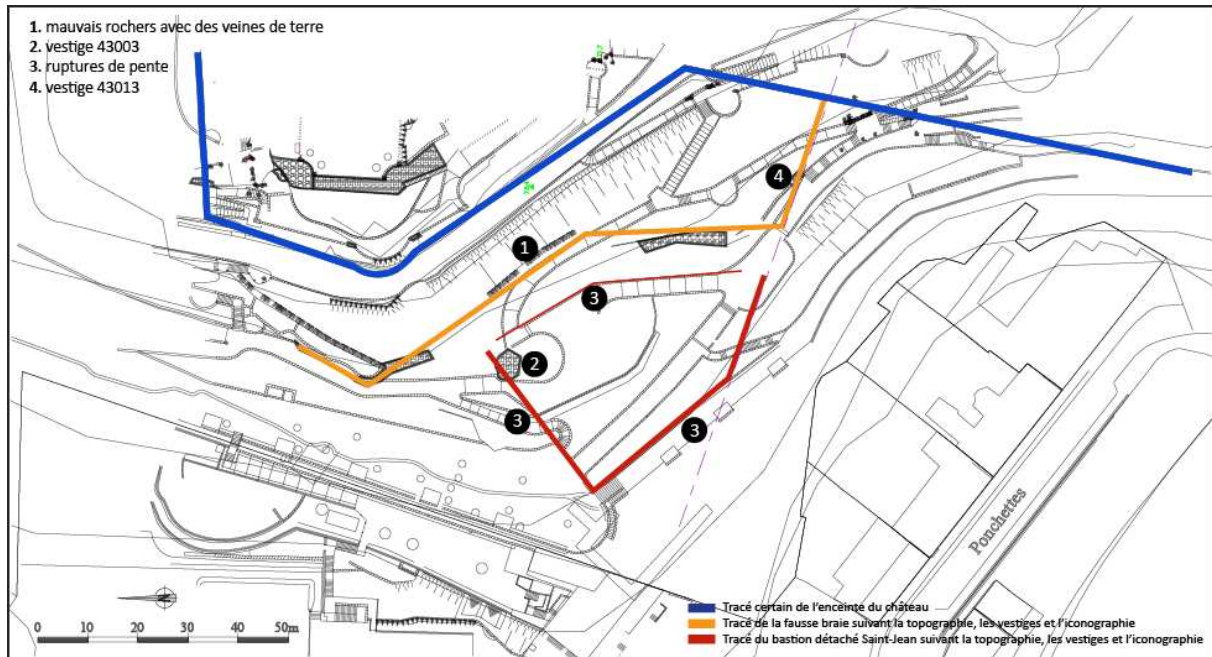 1. mauvais rochers avec des veines de terre
2. vestige 43003
3. ruptures de pente
4. vestige 43013
4
1
3
2
3
3
Ponchettes
0 10 20 30 40 50m
Tracé certain de l'enceinte du château
Tracé de la fausse braie suivant la topographie, les vestiges et l'iconographie
Tracé du bastion détaché Saint-Jean suivant la topographie, les vestiges et l'iconographie